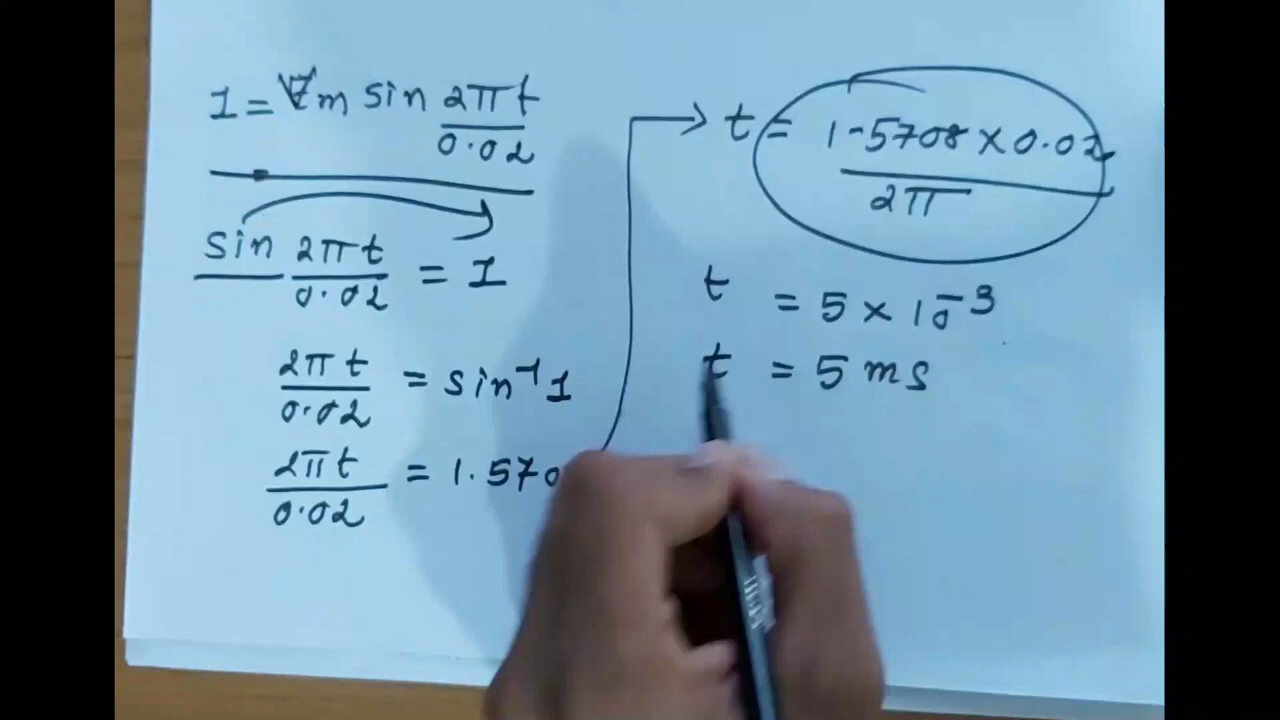 1 = Vm sin 2πt
0.02
sin 2πt/0.02 = 1
2πt/0.02 = sin⁻¹ 1
2πt/0.02 = 1.570
t = 1.5708 × 0.02
2π
t = 5 × 10⁻³
t = 5 ms